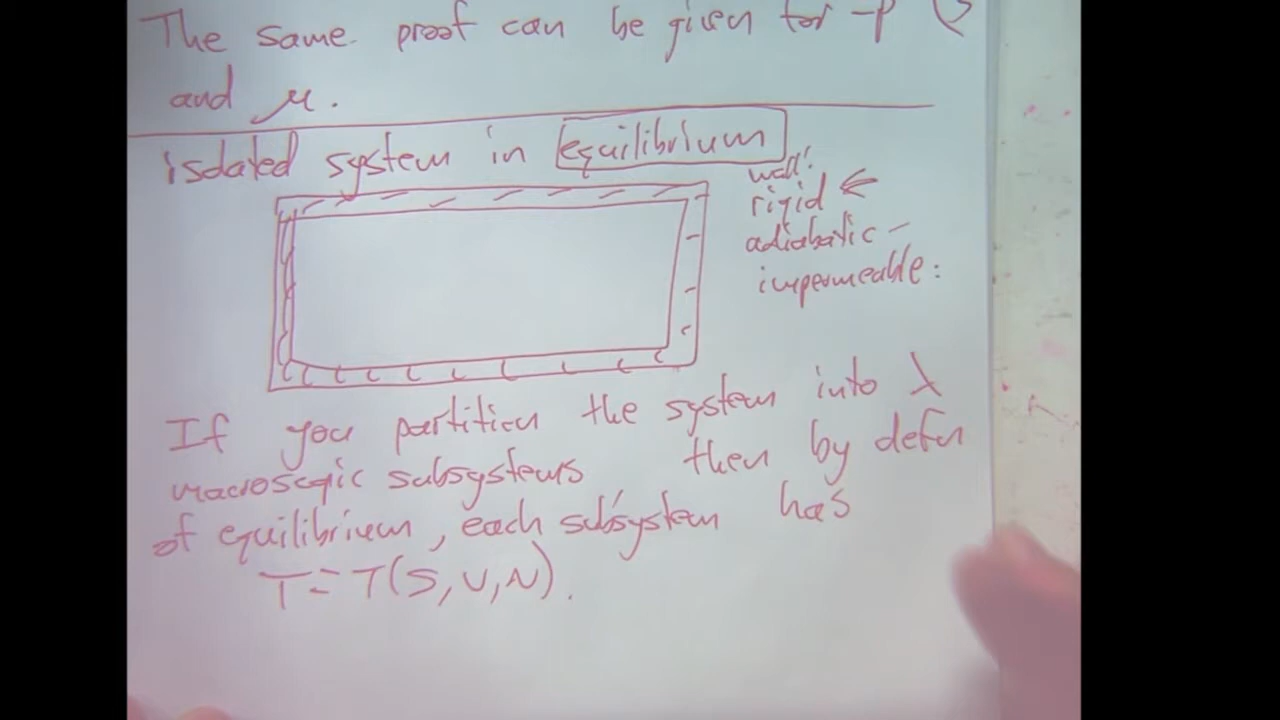 The same proof can be given for -P
and μ.
isolated system in equilibrium
wall:
rigid ←
adiabatic -
impermeable:
If you partition the system into λ
macroscopic subsystems then by defn
of equilibrium, each subsystem has
T = T(S, V, N).